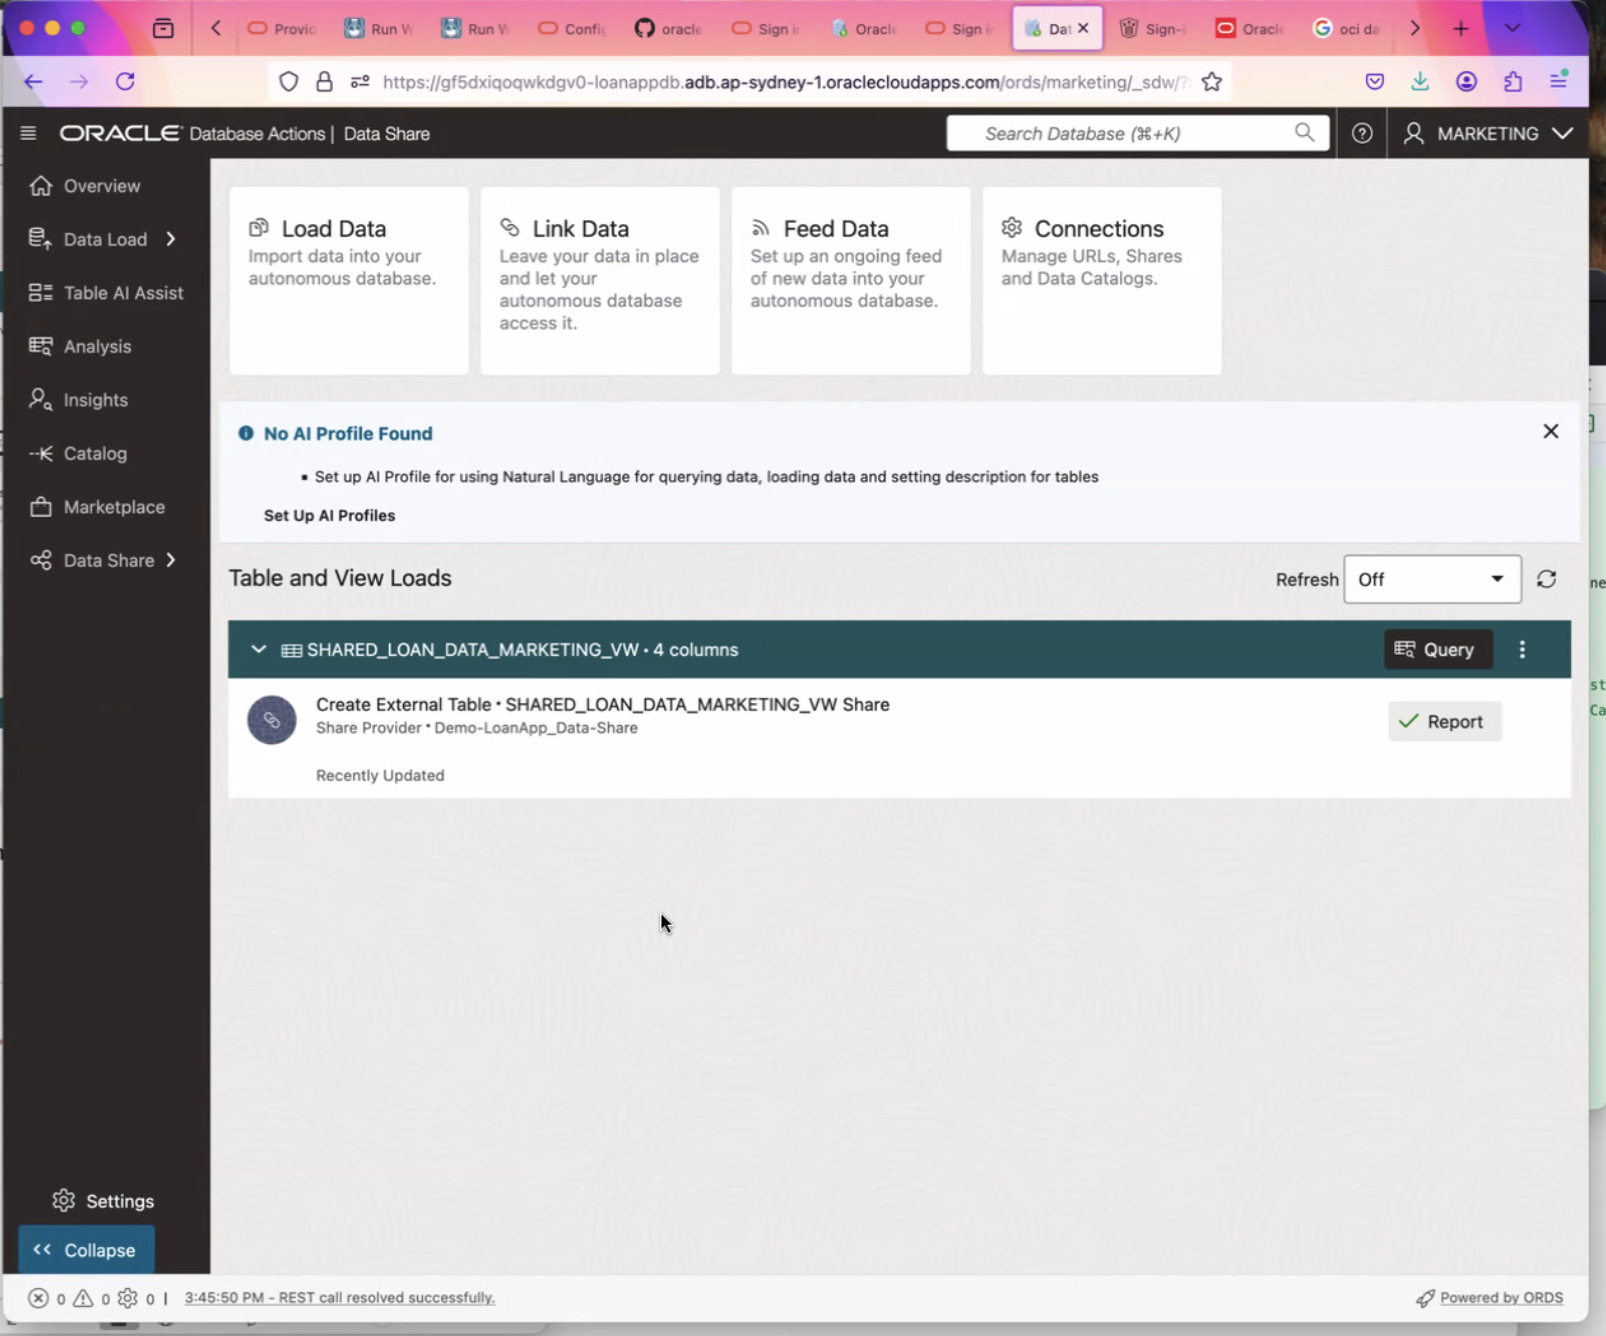 Provic
Run W
Run W
Config
oracle
Sign in
Oracle
Sign in
Dat
Sign-
Oracle
oci da
https://gf5dxiqoqwkdgv0-loanappdb.adb.ap-sydney-1.oraclecloudapps.com/ords/marketing/_sdw/?
ORACLE Database Actions | Data Share
Search Database (⌘+K)
MARKETING
Overview
Data Load
Table AI Assist
Analysis
Insights
Catalog
Marketplace
Data Share
Load Data
Import data into your
autonomous database.
Link Data
Leave your data in place
and let your
autonomous database
access it.
Feed Data
Set up an ongoing feed
of new data into your
autonomous database.
Connections
Manage URLs, Shares
and Data Catalogs.
No AI Profile Found
▪ Set up AI Profile for using Natural Language for querying data, loading data and setting description for tables
Set Up AI Profiles
Table and View Loads
Refresh
Off
SHARED_LOAN_DATA_MARKETING_VW • 4 columns
Query
Create External Table • SHARED_LOAN_DATA_MARKETING_VW Share
Share Provider • Demo-LoanApp_Data-Share
Report
Recently Updated
ne
st
Ca
Settings
Collapse
0 0 0 | 3:45:50 PM - REST call resolved successfully.
Powered by ORDS